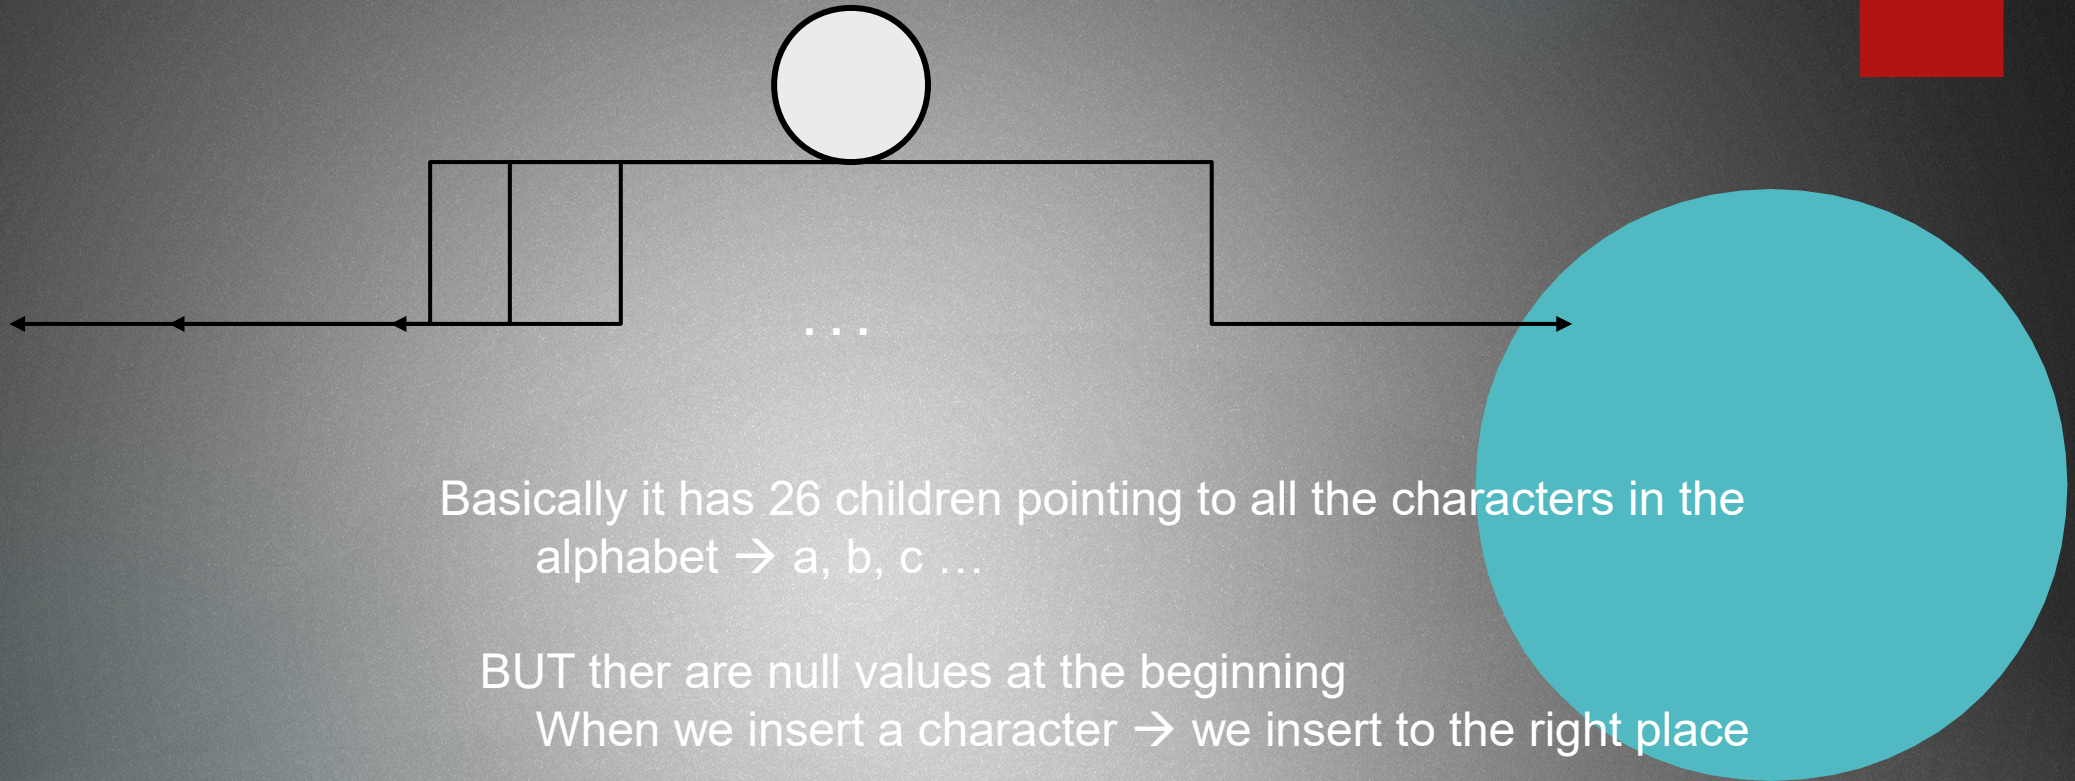 ...
Basically it has 26 children pointing to all the characters in the
alphabet → a, b, c …
BUT ther are null values at the beginning
When we insert a character → we insert to the right place